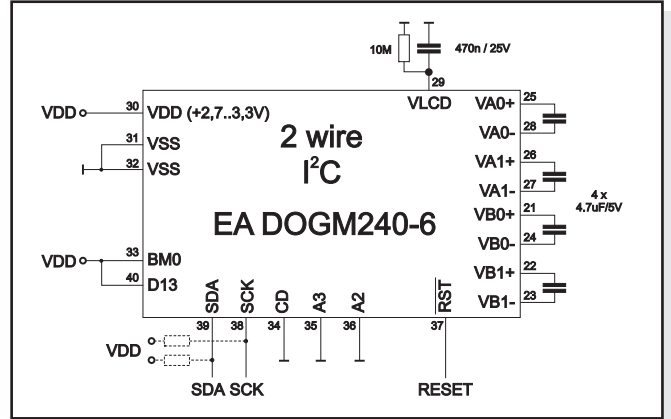 10M
470n / 25V
29
VLCD
VDD
30
VDD (+2,7..3,3V)
31
VSS
32
VSS
2 wire
I²C
EA DOGM240-6
VDD
33
BM0
40
D13
VA0+
25
VA0-
28
VA1+
26
VA1-
27
VB0+
21
VB0-
24
VB1+
22
VB1-
23
4 x
4.7uF/5V
SDA
SCK
CD
A3
A2
RST
39
38
34
35
36
37
VDD
SDA SCK
RESET